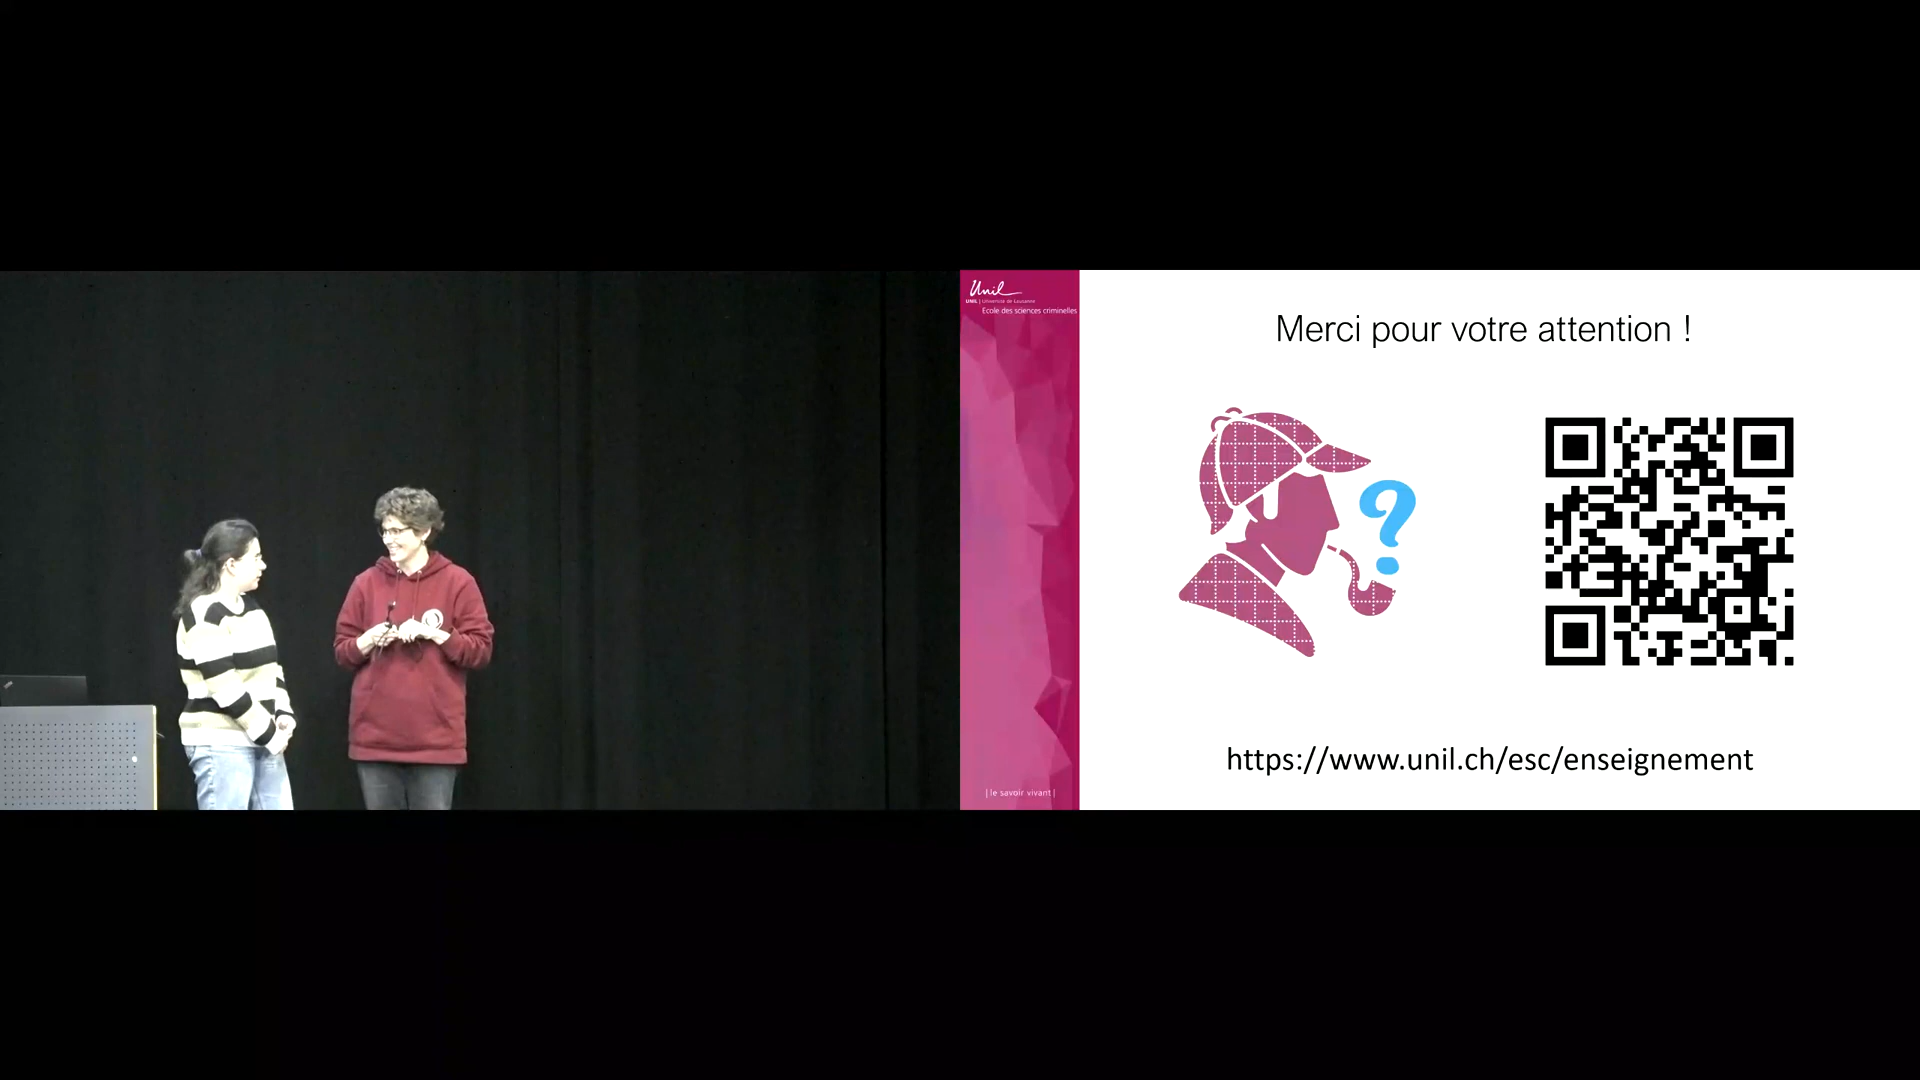 Unil
UNIL | Université de Lausanne
Ecole des sciences criminelles
Merci pour votre attention !
?
https://www.unil.ch/esc/enseignement
| le savoir vivant |